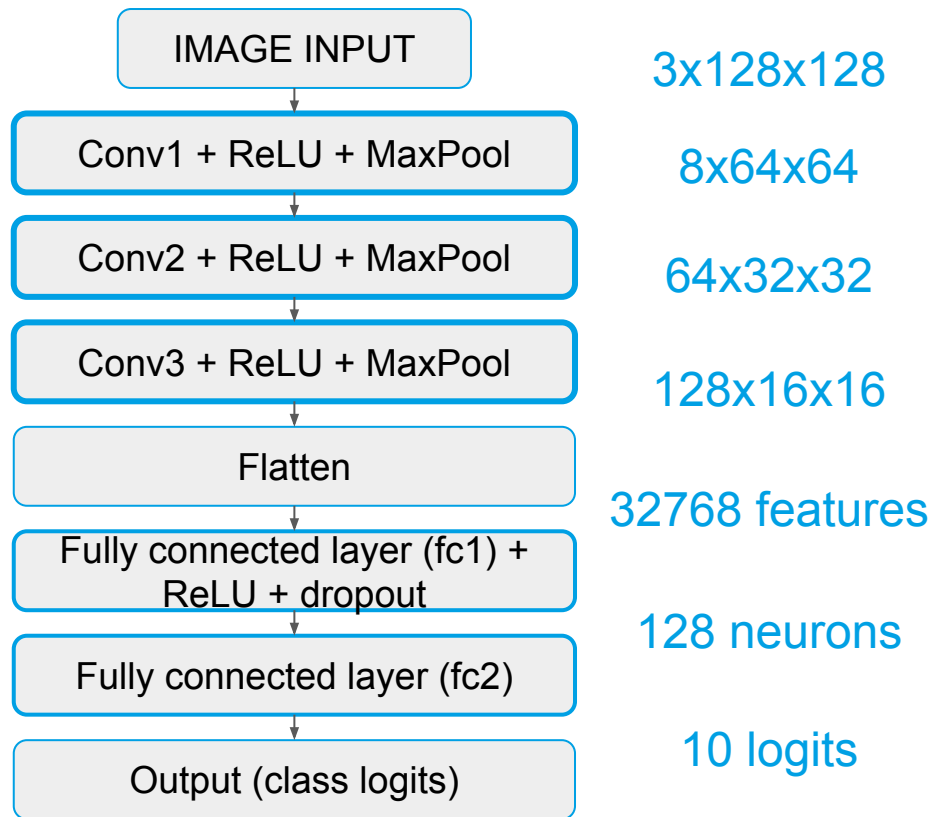 IMAGE INPUT
3x128x128
Conv1 + ReLU + MaxPool
8x64x64
Conv2 + ReLU + MaxPool
64x32x32
Conv3 + ReLU + MaxPool
128x16x16
Flatten
32768 features
Fully connected layer (fc1) +
ReLU + dropout
128 neurons
Fully connected layer (fc2)
10 logits
Output (class logits)